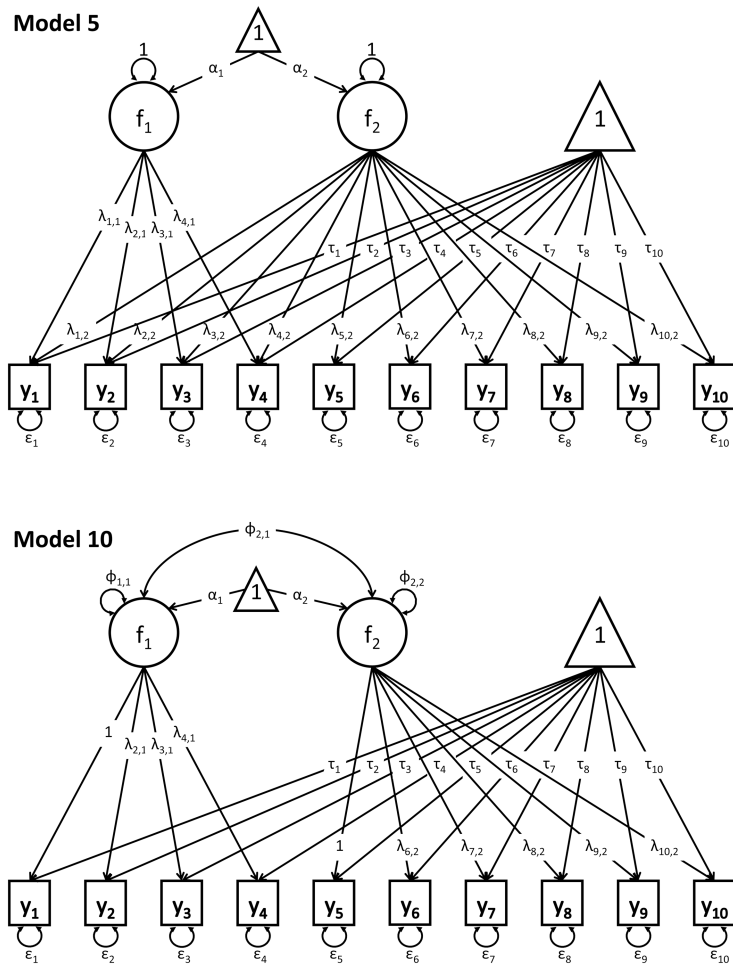 Model 5
1
1 1
α1 α2
f1 f2 1
λ1,1 λ2,1 λ3,1 λ4,1
τ1 τ2 τ3 τ4 τ5 τ6 τ7 τ8 τ9 τ10
λ1,2 λ2,2 λ3,2 λ4,2 λ5,2 λ6,2 λ7,2 λ8,2 λ9,2 λ10,2
y1 y2 y3 y4 y5 y6 y7 y8 y9 y10
ε1 ε2 ε3 ε4 ε5 ε6 ε7 ε8 ε9 ε10
ϕ2,1
Model 10
ϕ1,1 1 ϕ2,2
α1 α2
f1 f2 1
1 λ2,1 λ3,1 λ4,1
τ1 τ2 τ3 τ4 τ5 τ6 τ7 τ8 τ9 τ10
1 λ6,2 λ7,2 λ8,2 λ9,2 λ10,2
y1 y2 y3 y4 y5 y6 y7 y8 y9 y10
ε1 ε2 ε3 ε4 ε5 ε6 ε7 ε8 ε9 ε10